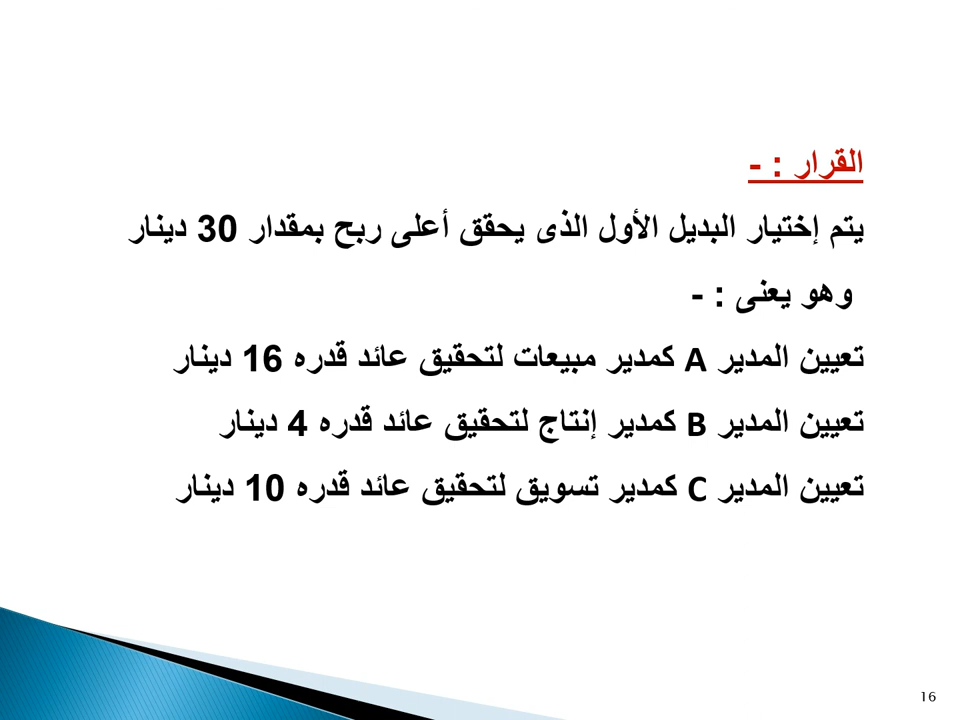 القرار : -
يتم إختيار البديل الأول الذى يحقق أعلى ربح بمقدار 30 دينار
وهو يعنى : -
تعيين المدير A كمدير مبيعات لتحقيق عائد قدره 16 دينار
تعيين المدير B كمدير إنتاج لتحقيق عائد قدره 4 دينار
تعيين المدير C كمدير تسويق لتحقيق عائد قدره 10 دينار
16